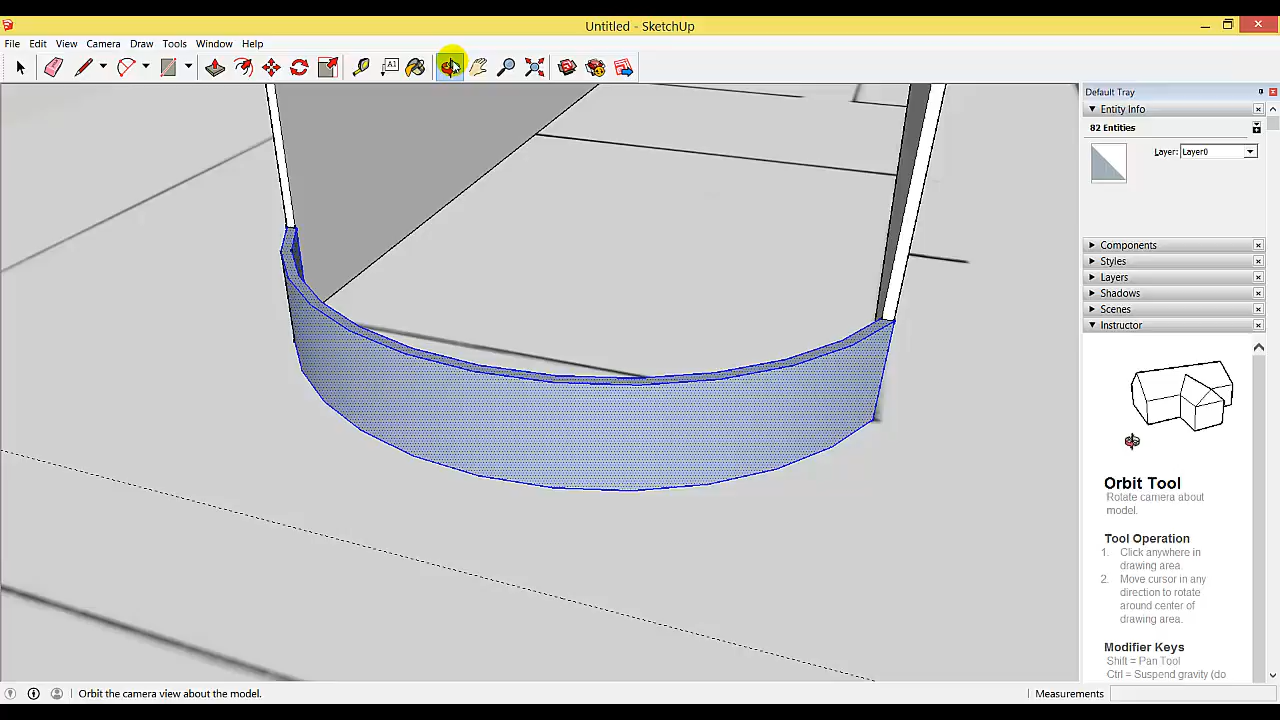 Untitled - SketchUp
File Edit View Camera Draw Tools Window Help
A1
Default Tray
Entity Info
82 Entities
Layer: Layer0
Components
Styles
Layers
Shadows
Scenes
Instructor
Orbit Tool
Rotate camera about
model.
Tool Operation
1. Click anywhere in
drawing area.
2. Move cursor in any
direction to rotate
around center of
drawing area.
Modifier Keys
Shift = Pan Tool
Ctrl = Suspend gravity (do
Orbit the camera view about the model.
Measurements